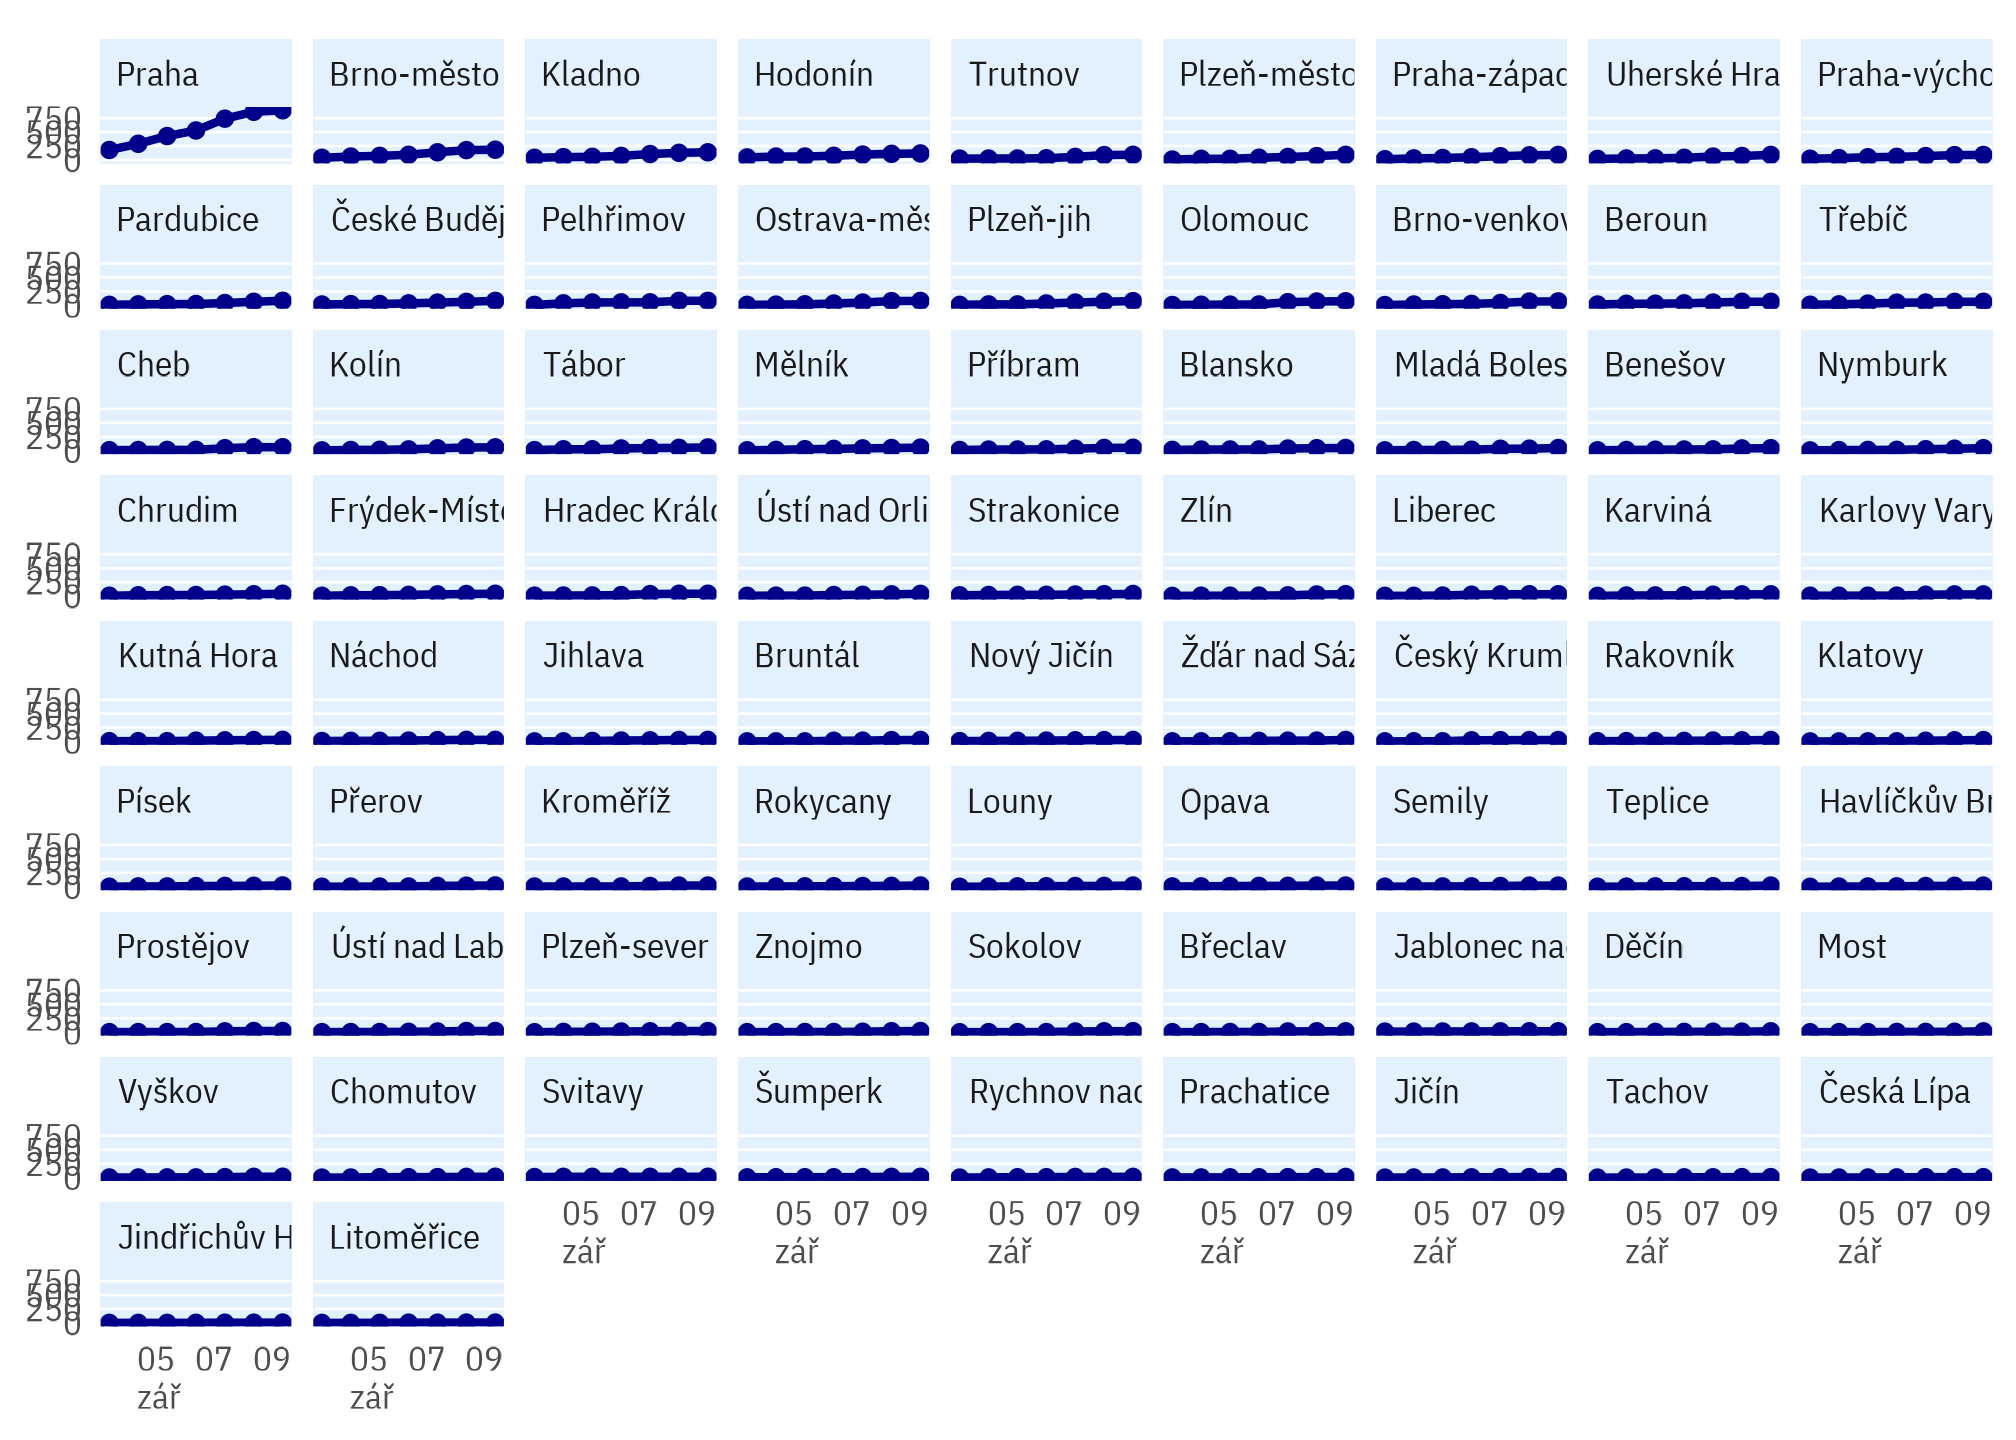 Praha Brno-město Kladno Hodonín Trutnov Plzeň-město Praha-západ Uherské Hra Praha-výcho
750
500
250
0
Pardubice České Buděj Pelhřimov Ostrava-měs Plzeň-jih Olomouc Brno-venkov Beroun Třebíč
750
500
250
0
Cheb Kolín Tábor Mělník Příbram Blansko Mladá Boles Benešov Nymburk
750
500
250
0
Chrudim Frýdek-Míste Hradec Králo Ústí nad Orli Strakonice Zlín Liberec Karviná Karlovy Vary
750
500
250
0
Kutná Hora Náchod Jihlava Bruntál Nový Jičín Žďár nad Sáz Český Kruml Rakovník Klatovy
750
500
250
0
Písek Přerov Kroměříž Rokycany Louny Opava Semily Teplice Havlíčkův Br
750
500
250
0
Prostějov Ústí nad Lab Plzeň-sever Znojmo Sokolov Břeclav Jablonec nad Děčín Most
750
500
250
0
Vyškov Chomutov Svitavy Šumperk Rychnov nad Prachatice Jičín Tachov Česká Lípa
750
500
250
0
05 07 09 05 07 09 05 07 09 05 07 09 05 07 09 05 07 09 05 07 09
zář zář zář zář zář zář zář
Jindřichův H Litoměřice
750
500
250
0
05 07 09 05 07 09
zář zář